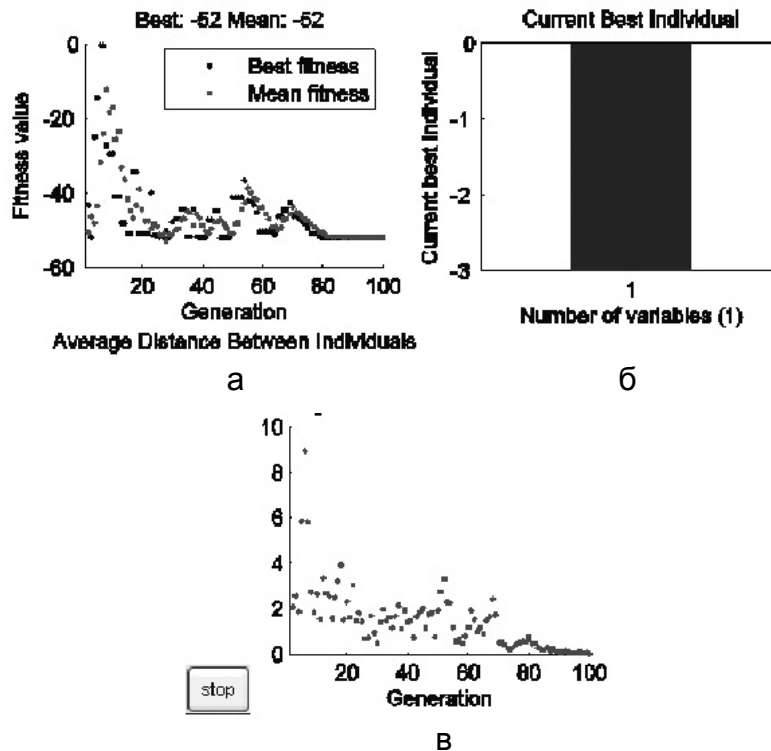 Best: -52 Mean: -52
0
-20
-40
-60
Fitness value
Best fitness
Mean fitness
20 40 60 80 100
Generation
Average Distance Between Individuals
а
Current Best Individual
0
-1
-2
-3
Current best Individual
1
Number of variables (1)
б
10
8
6
4
2
0
20 40 60 80 100
Generation
stop
в